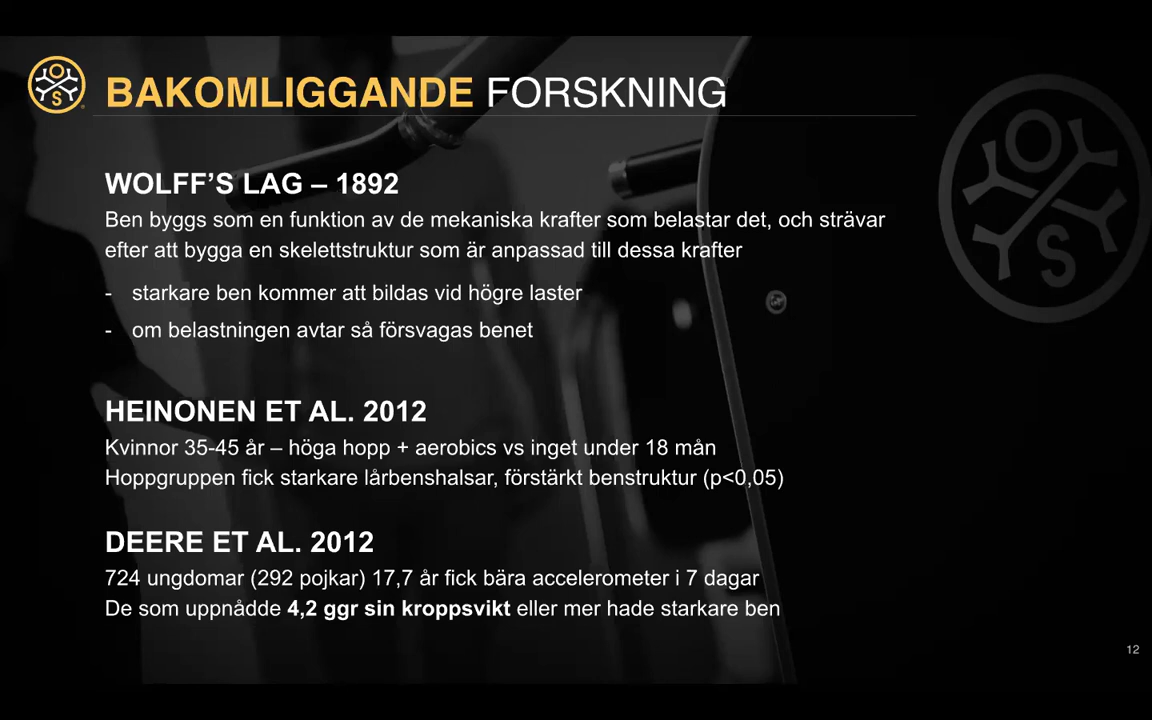 BAKOMLIGGANDE FORSKNING
WOLFF'S LAG – 1892
Ben byggs som en funktion av de mekaniska krafter som belastar det, och strävar
efter att bygga en skelettstruktur som är anpassad till dessa krafter
- starkare ben kommer att bildas vid högre laster
- om belastningen avtar så försvagas benet
HEINONEN ET AL. 2012
Kvinnor 35-45 år – höga hopp + aerobics vs inget under 18 mån
Hoppgruppen fick starkare lårbenshalsar, förstärkt benstruktur (p<0,05)
DEERE ET AL. 2012
724 ungdomar (292 pojkar) 17,7 år fick bära accelerometer i 7 dagar
De som uppnådde 4,2 ggr sin kroppsvikt eller mer hade starkare ben
12